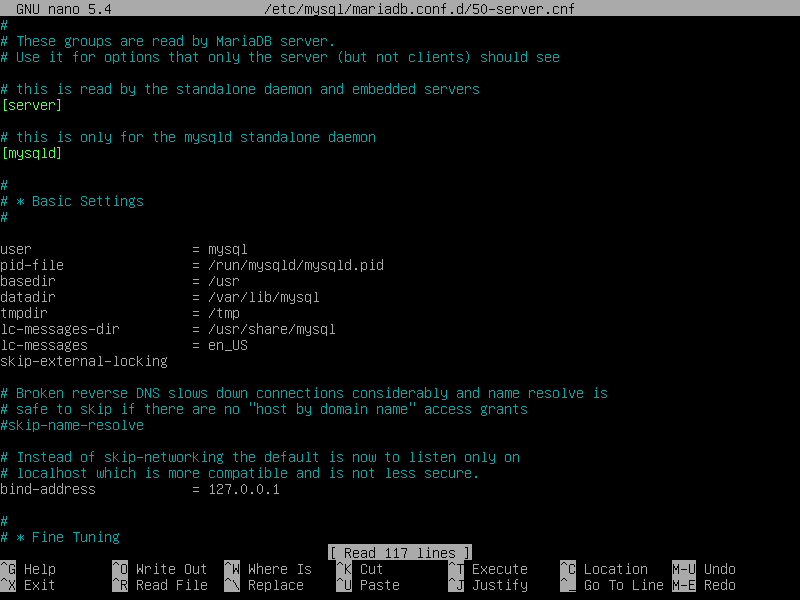 GNU nano 5.4 /etc/mysql/mariadb.conf.d/50-server.cnf
#
# These groups are read by MariaDB server.
# Use it for options that only the server (but not clients) should see
# this is read by the standalone daemon and embedded servers
[server]
# this is only for the mysqld standalone daemon
[mysqld]
#
# * Basic Settings
#
user                    = mysql
pid-file                = /run/mysqld/mysqld.pid
basedir                 = /usr
datadir                 = /var/lib/mysql
tmpdir                  = /tmp
lc-messages-dir         = /usr/share/mysql
lc-messages             = en_US
skip-external-locking
# Broken reverse DNS slows down connections considerably and name resolve is
# safe to skip if there are no "host by domain name" access grants
#skip-name-resolve
# Instead of skip-networking the default is now to listen only on
# localhost which is more compatible and is not less secure.
bind-address            = 127.0.0.1
#
# * Fine Tuning
[ Read 117 lines ]
^G Help ^O Write Out ^W Where Is ^K Cut ^T Execute ^C Location M-U Undo
^X Exit ^R Read File ^\ Replace ^U Paste ^J Justify ^_ Go To Line M-E Redo